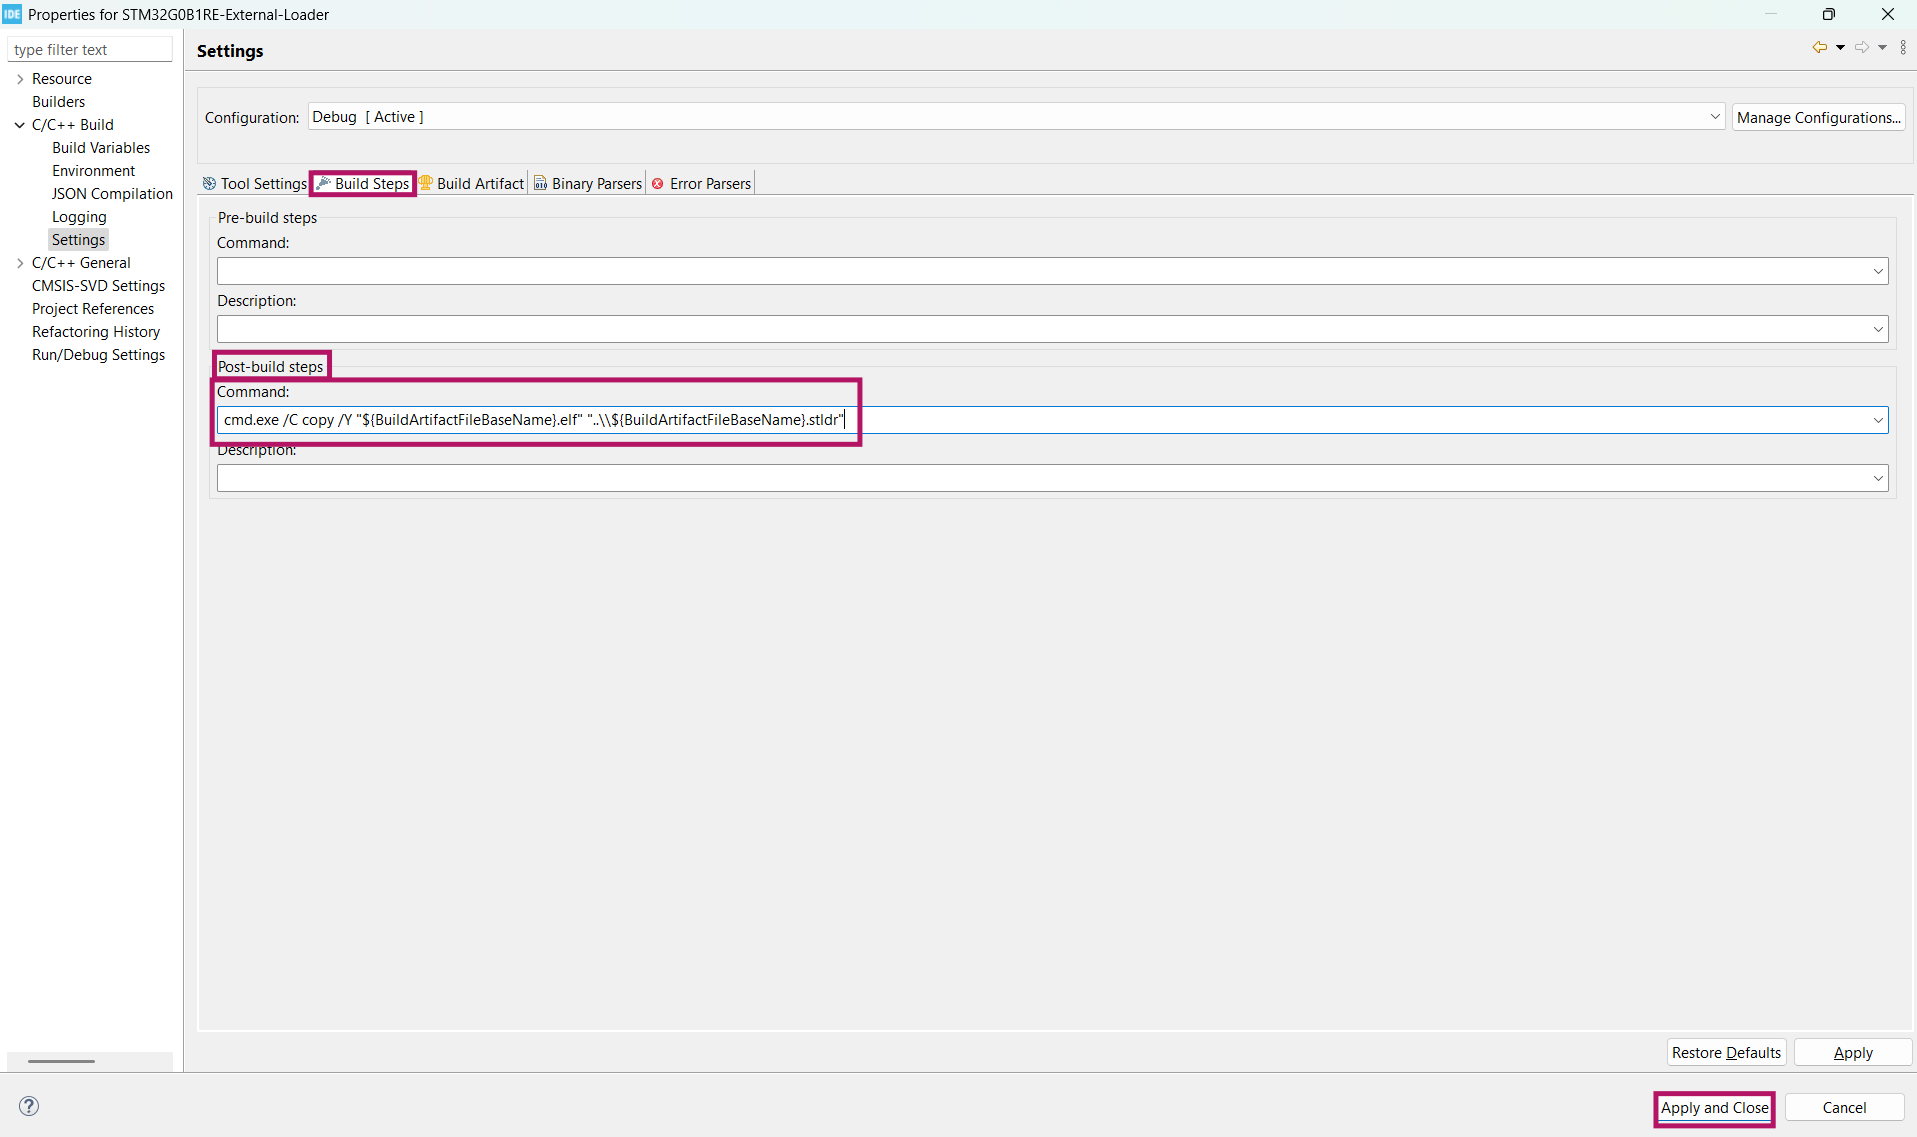 IDE Properties for STM32G0B1RE-External-Loader
type filter text
Resource
Builders
C/C++ Build
Build Variables
Environment
JSON Compilation
Logging
Settings
C/C++ General
CMSIS-SVD Settings
Project References
Refactoring History
Run/Debug Settings
Settings
Configuration: Debug [ Active ] Manage Configurations...
Tool Settings Build Steps Build Artifact Binary Parsers Error Parsers
Pre-build steps
Command:
Description:
Post-build steps
Command:
cmd.exe /C copy /Y "${BuildArtifactFileBaseName}.elf" "..\\${BuildArtifactFileBaseName}.stldr"
Description:
Restore Defaults Apply
Apply and Close Cancel